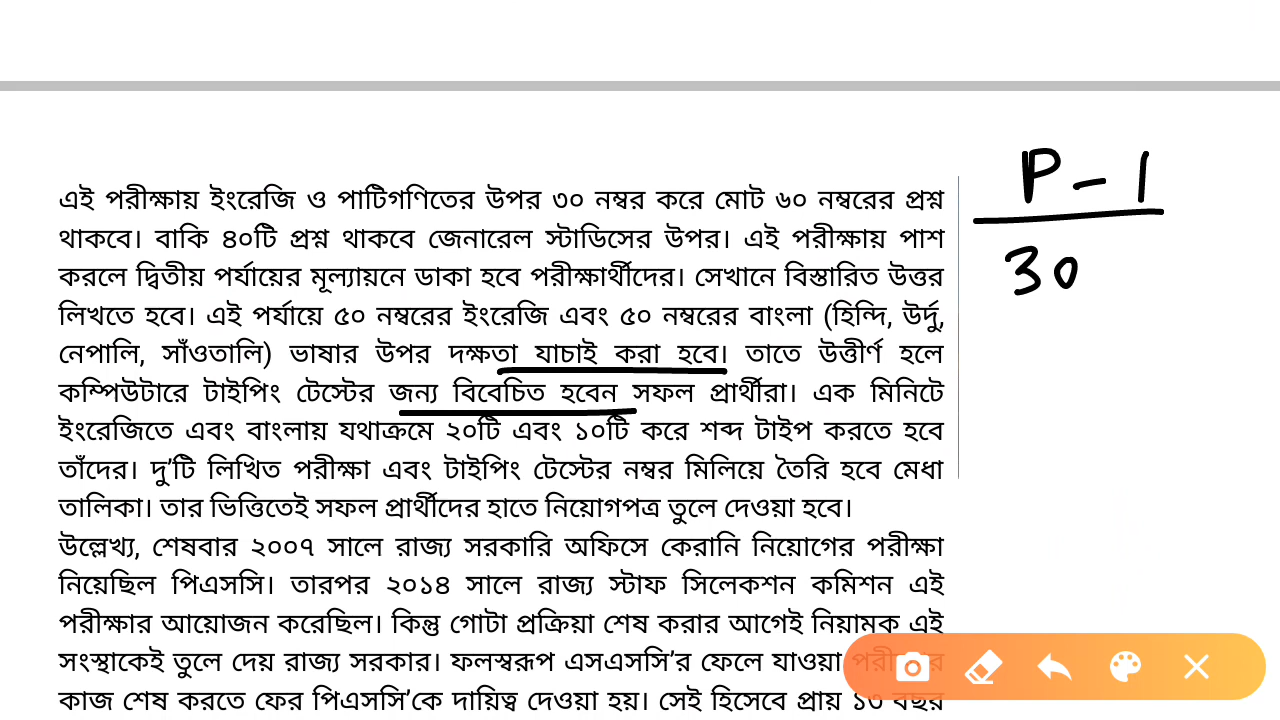 এই পরীক্ষায় ইংরেজি ও পাটিগণিতের উপর ৩০ নম্বর করে মোট ৬০ নম্বরের প্রশ্ন
থাকবে। বাকি ৪০টি প্রশ্ন থাকবে জেনারেল স্টাডিসের উপর। এই পরীক্ষায় পাশ
করলে দ্বিতীয় পর্যায়ের মূল্যায়নে ডাকা হবে পরীক্ষার্থীদের। সেখানে বিস্তারিত উত্তর
লিখতে হবে। এই পর্যায়ে ৫০ নম্বরের ইংরেজি এবং ৫০ নম্বরের বাংলা (হিন্দি, উর্দু,
নেপালি, সাঁওতালি) ভাষার উপর দক্ষতা যাচাই করা হবে। তাতে উত্তীর্ণ হলে
কম্পিউটারে টাইপিং টেস্টের জন্য বিবেচিত হবেন সফল প্রার্থীরা। এক মিনিটে
ইংরেজিতে এবং বাংলায় যথাক্রমে ২০টি এবং ১০টি করে শব্দ টাইপ করতে হবে
তাঁদের। দু’টি লিখিত পরীক্ষা এবং টাইপিং টেস্টের নম্বর মিলিয়ে তৈরি হবে মেধা
তালিকা। তার ভিত্তিতেই সফল প্রার্থীদের হাতে নিয়োগপত্র তুলে দেওয়া হবে।
উল্লেখ্য, শেষবার ২০০৭ সালে রাজ্য সরকারি অফিসে কেরানি নিয়োগের পরীক্ষা
নিয়েছিল পিএসসি। তারপর ২০১৪ সালে রাজ্য স্টাফ সিলেকশন কমিশন এই
পরীক্ষার আয়োজন করেছিল। কিন্তু গোটা প্রক্রিয়া শেষ করার আগেই নিয়ামক এই
সংস্থাকেই তুলে দেয় রাজ্য সরকার। ফলস্বরূপ এসএসসি’র ফেলে যাওয়া
কাজ শেষ করতে ফের পিএসসি’কে দায়িত্ব দেওয়া হয়। সেই হিসেবে প্রায় ১৩ বছর
P - 1
30